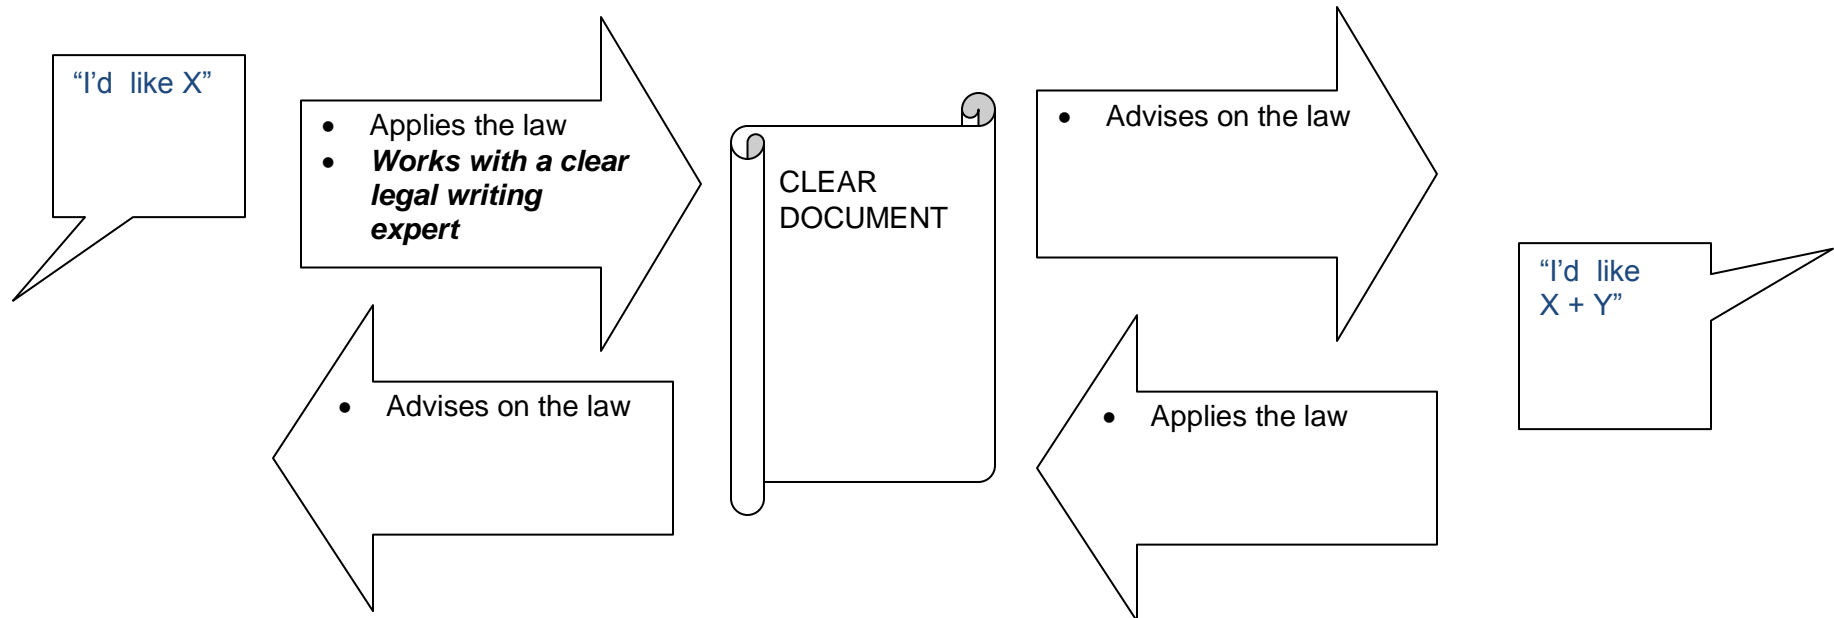 “I’d  like X”
• Applies the law
• Works with a clear
legal writing
expert
CLEAR
DOCUMENT
• Advises on the law
“I’d  like
X + Y”
• Advises on the law
• Applies the law